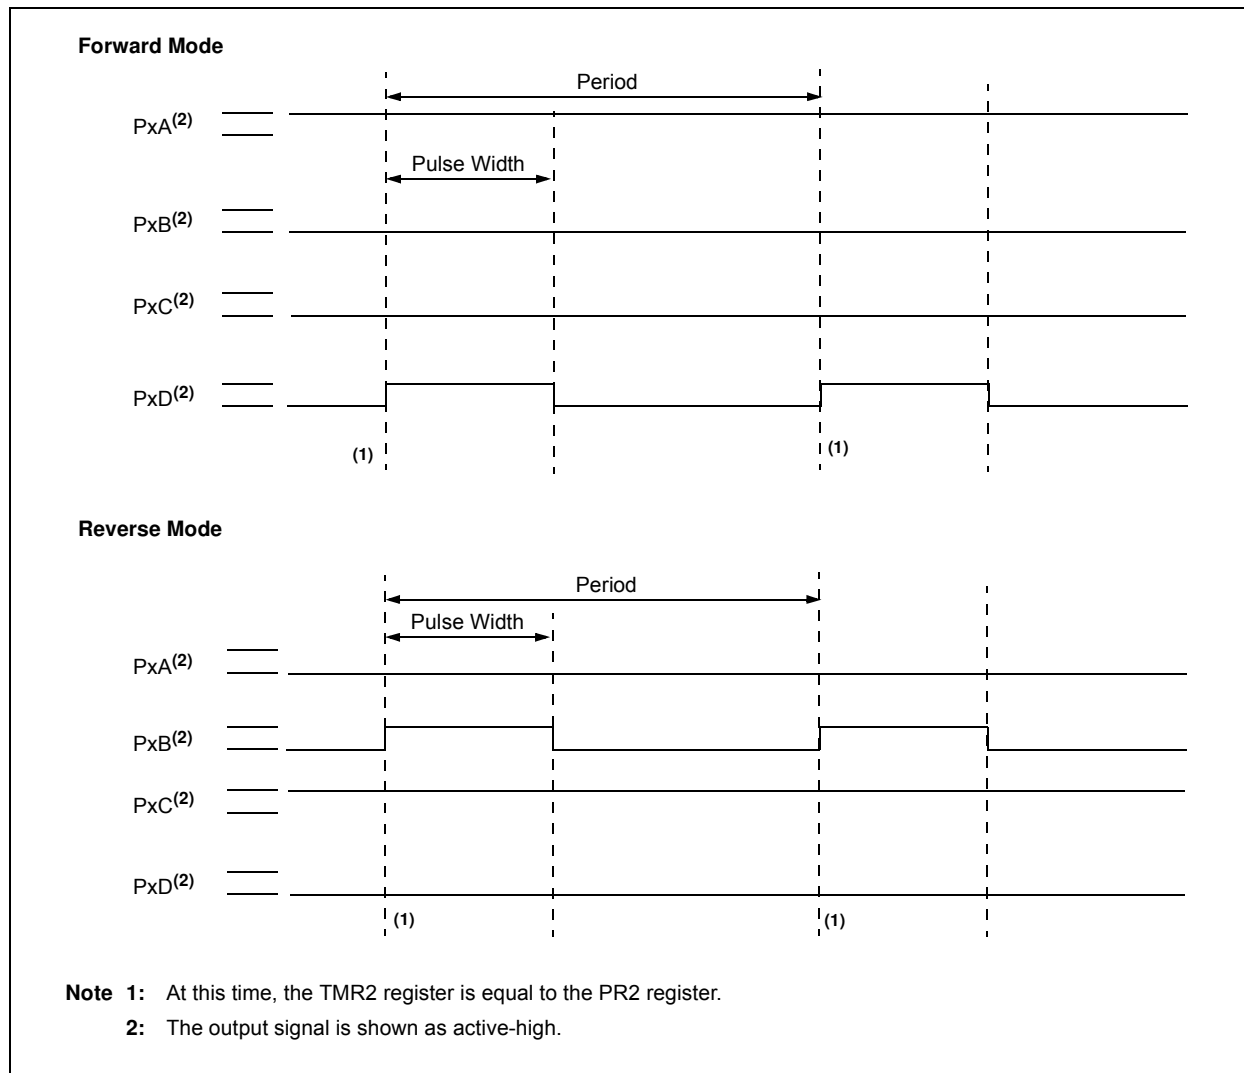 Forward Mode
Period
PxA(2)
Pulse Width
PxB(2)
PxC(2)
PxD(2)
(1) (1)
Reverse Mode
Period
Pulse Width
PxA(2)
PxB(2)
PxC(2)
PxD(2)
(1) (1)
Note 1: At this time, the TMR2 register is equal to the PR2 register.
2: The output signal is shown as active-high.